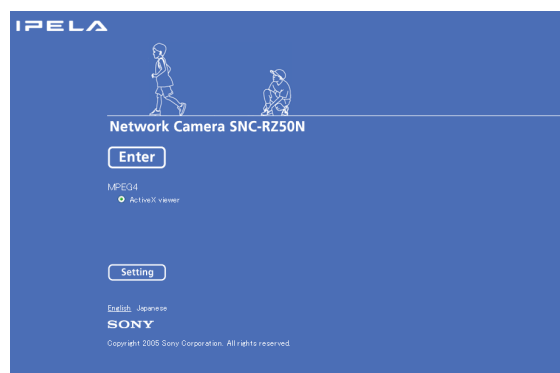 IPELA
Network Camera SNC-RZ50N
Enter
MPEG4
ActiveX viewer
Setting
English Japanese
SONY
Copyright 2005 Sony Corporation. All rights reserved.